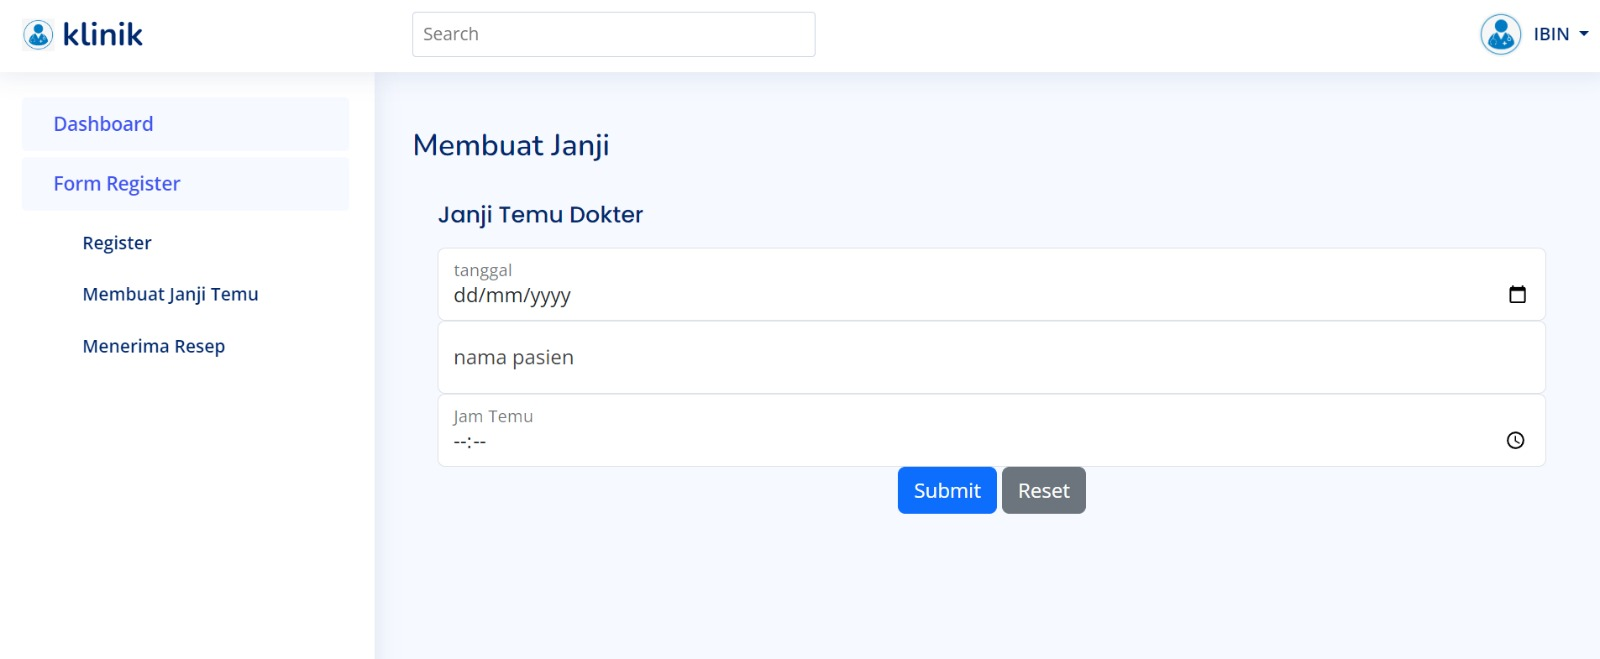 klinik
Search
IBIN
Dashboard
Form Register
Register
Membuat Janji Temu
Menerima Resep
Membuat Janji
Janji Temu Dokter
tanggal
dd/mm/yyyy
nama pasien
Jam Temu
--:--
Submit Reset